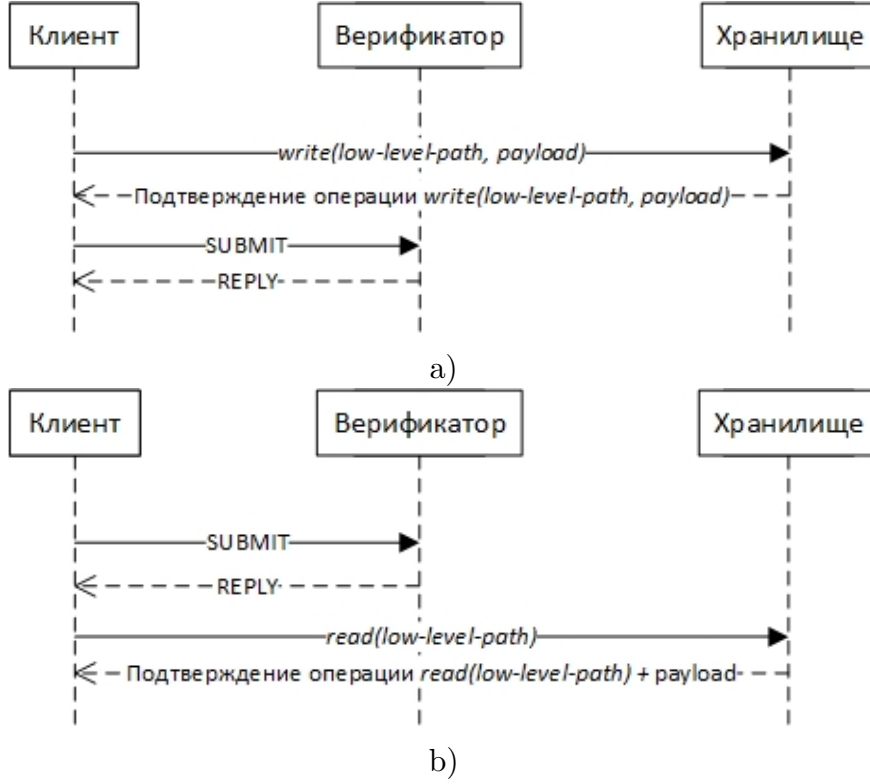 Клиент Верификатор Хранилище
write(low-level-path, payload)
Подтверждение операции write(low-level-path, payload)
SUBMIT
REPLY
a)
Клиент Верификатор Хранилище
SUBMIT
REPLY
read(low-level-path)
Подтверждение операции read(low-level-path) + payload
b)